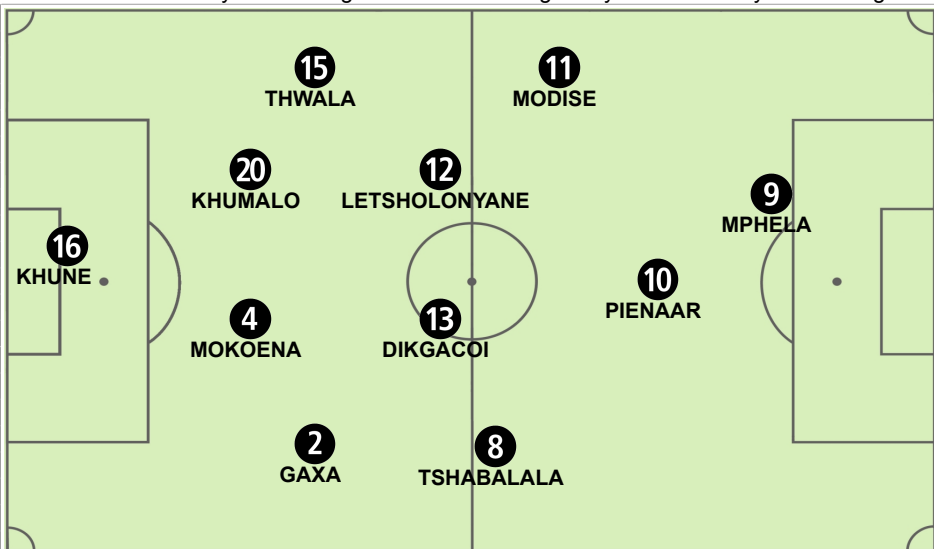 15
THWALA
11
MODISE
20
KHUMALO
12
LETSHOLONYANE
9
MPHELA
16
KHUNE
10
PIENAAR
4
MOKOENA
13
DIKGACOI
2
GAXA
8
TSHABALALA